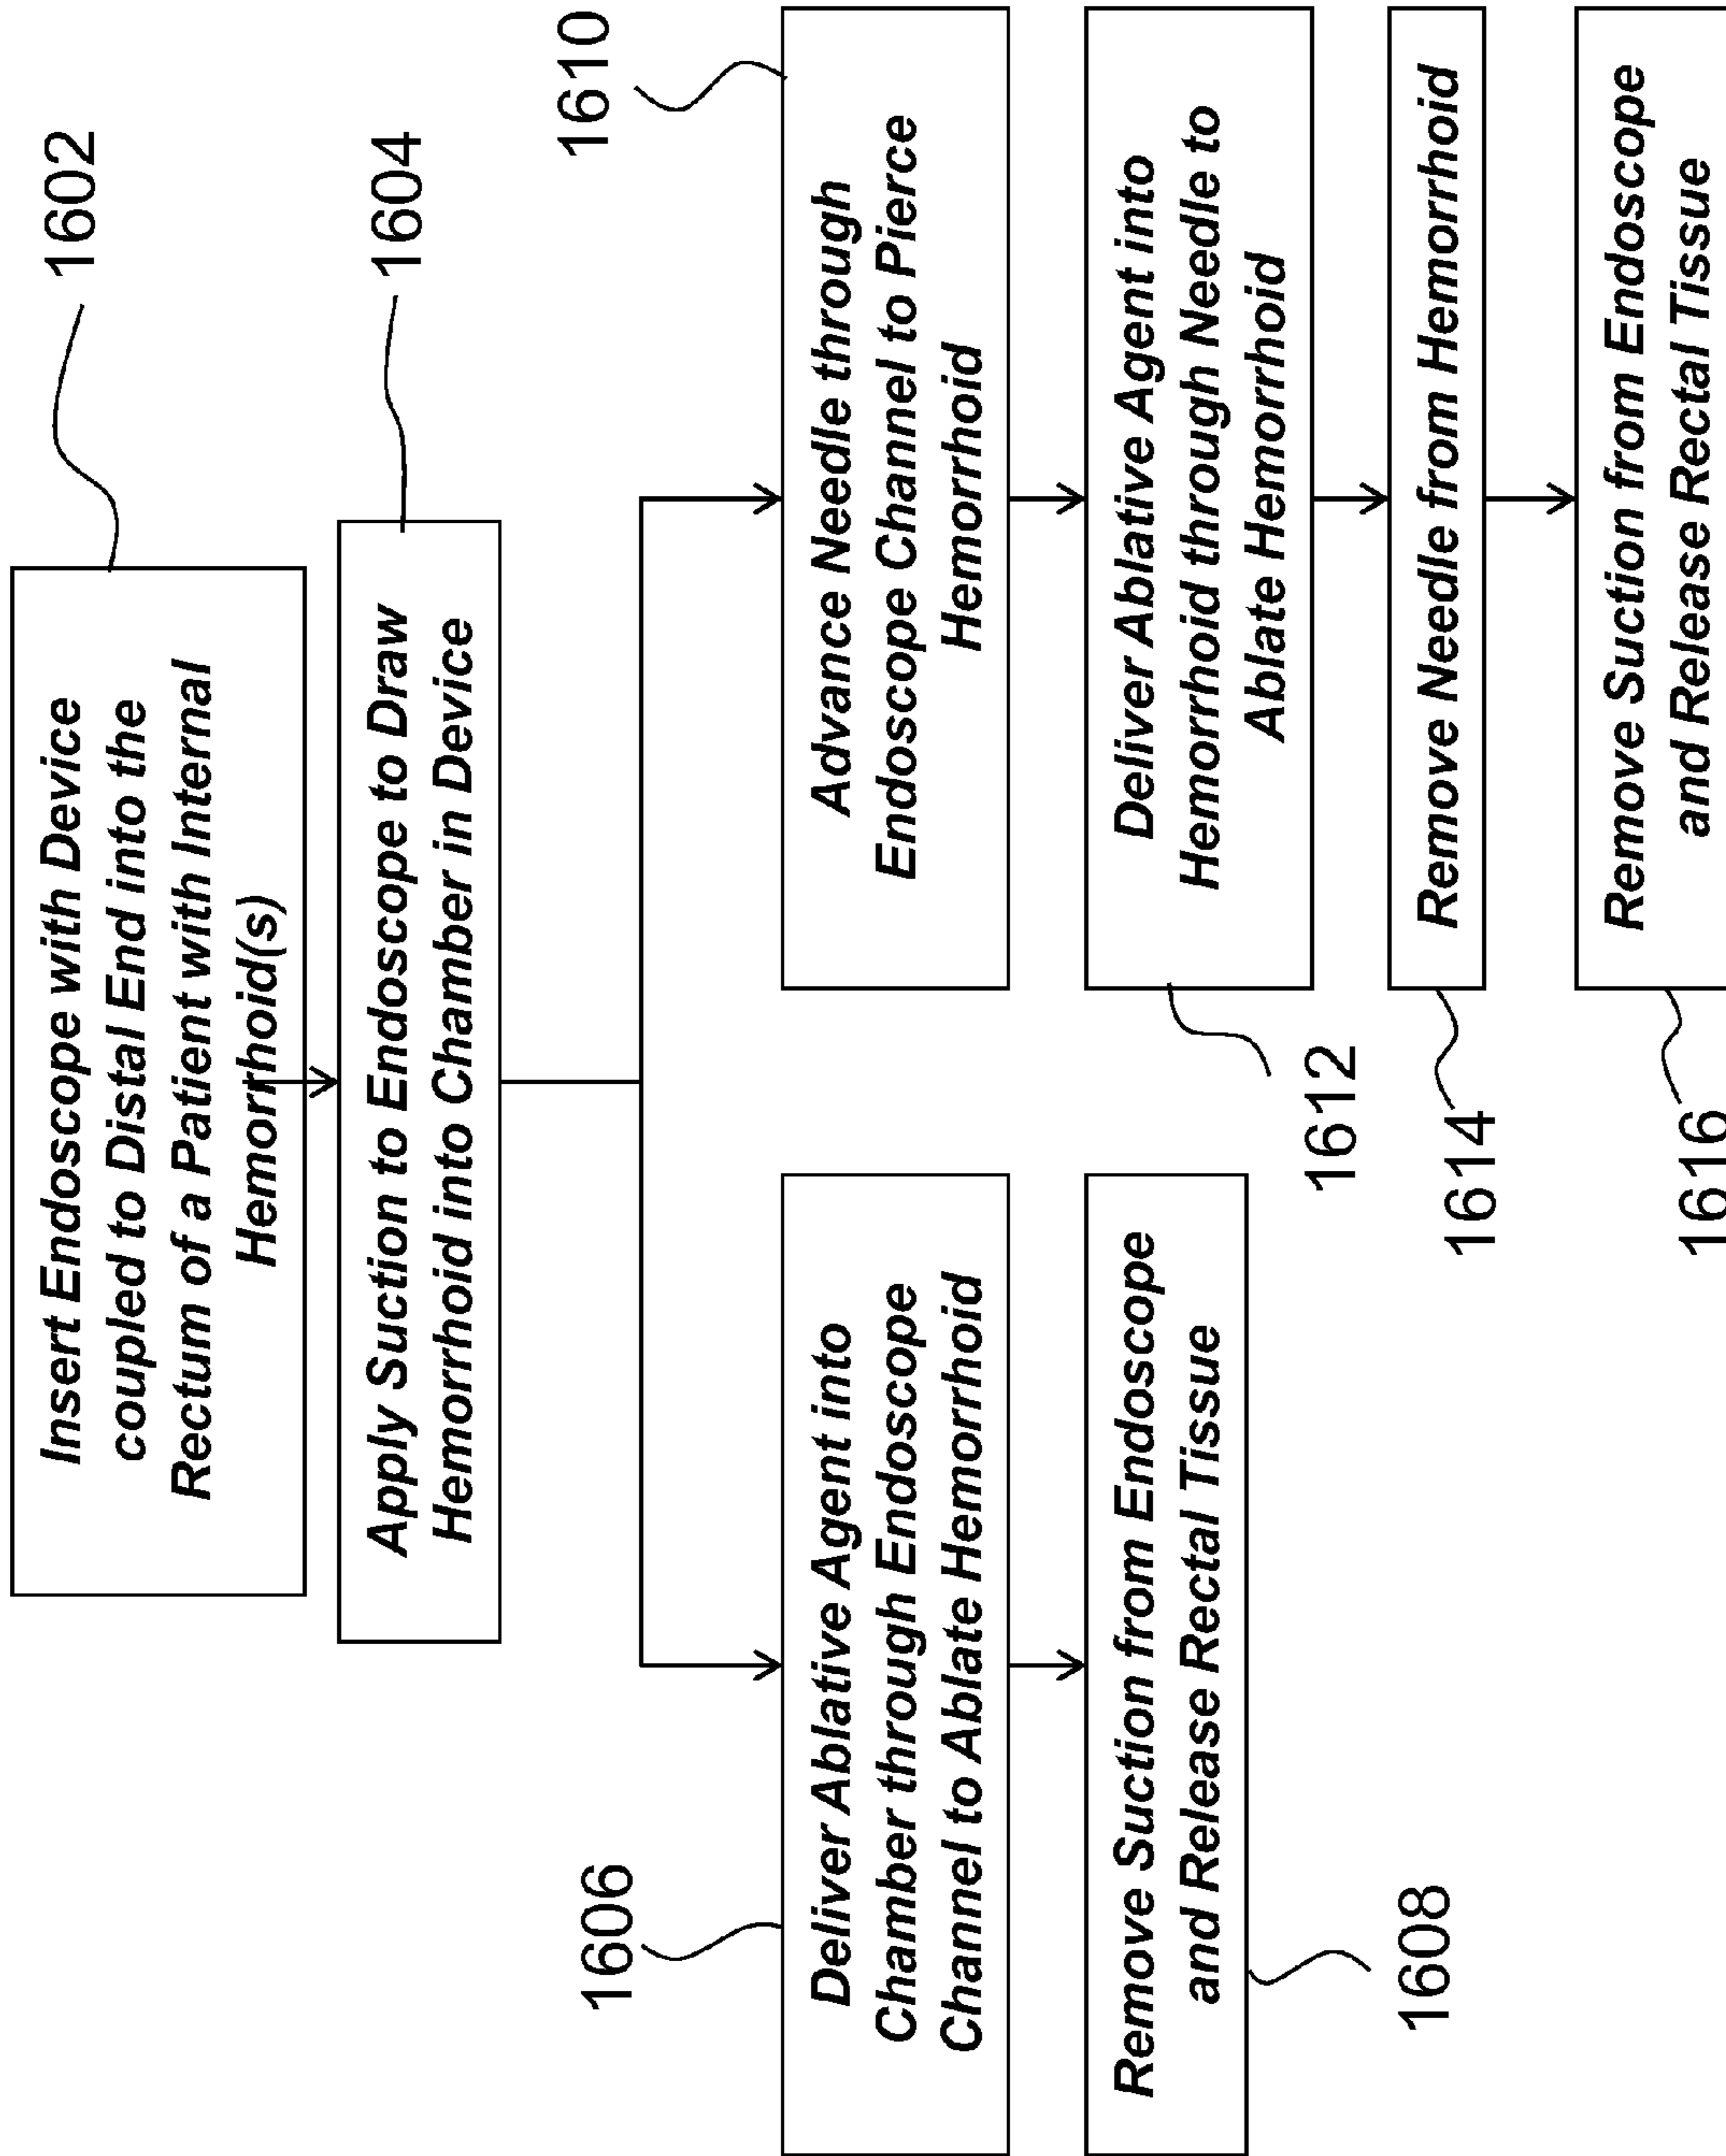 Insert Endoscope with Device
coupled to Distal End into the
Rectum of a Patient with Internal
Hemorrhoid(s)
1602
Apply Suction to Endoscope to Draw
Hemorrhoid into Chamber in Device
1604
1606
Deliver Ablative Agent into
Chamber through Endoscope
Channel to Ablate Hemorrhoid
Remove Suction from Endoscope
and Release Rectal Tissue
1608
1610
Advance Needle through
Endoscope Channel to Pierce
Hemorrhoid
Deliver Ablative Agent into
Hemorrhoid through Needle to
Ablate Hemorrhoid
1612
Remove Needle from Hemorrhoid
1614
Remove Suction from Endoscope
and Release Rectal Tissue
1616